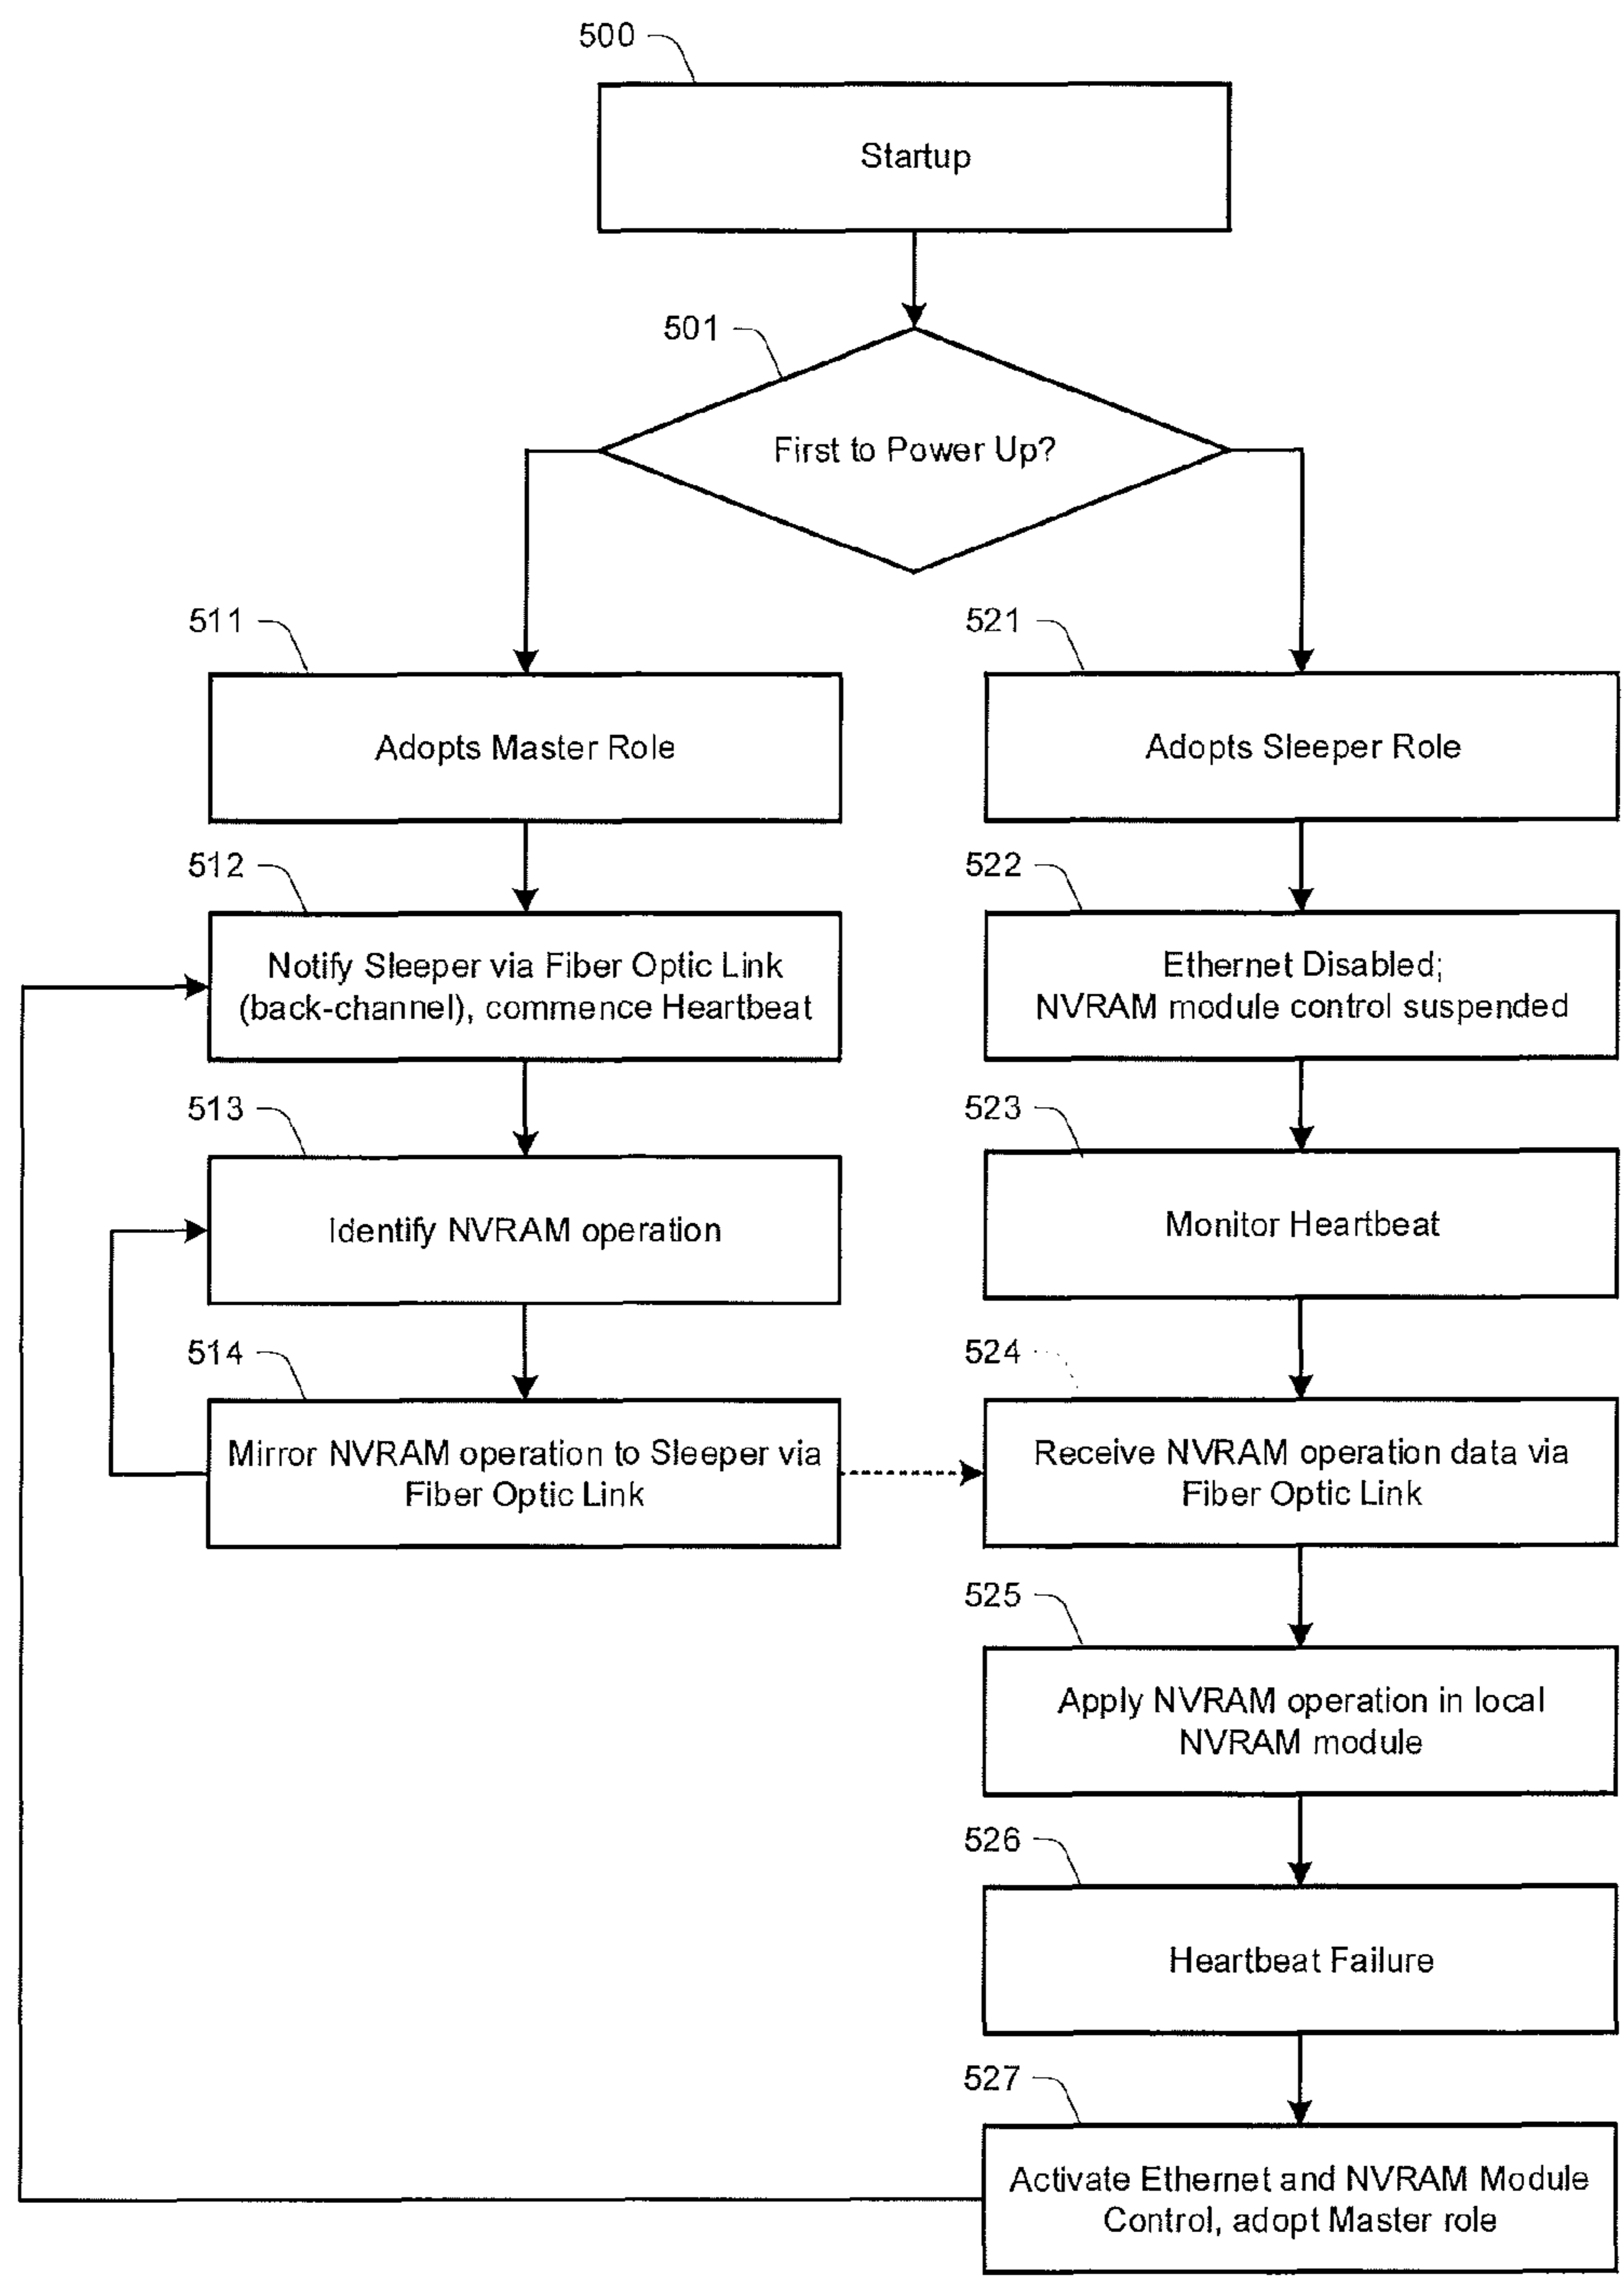 500
Startup
501
First to Power Up?
511
Adopts Master Role
521
Adopts Sleeper Role
512
Notify Sleeper via Fiber Optic Link
(back-channel), commence Heartbeat
522
Ethernet Disabled;
NVRAM module control suspended
513
Identify NVRAM operation
523
Monitor Heartbeat
514
Mirror NVRAM operation to Sleeper via
Fiber Optic Link
524
Receive NVRAM operation data via
Fiber Optic Link
525
Apply NVRAM operation in local
NVRAM module
526
Heartbeat Failure
527
Activate Ethernet and NVRAM Module
Control, adopt Master role